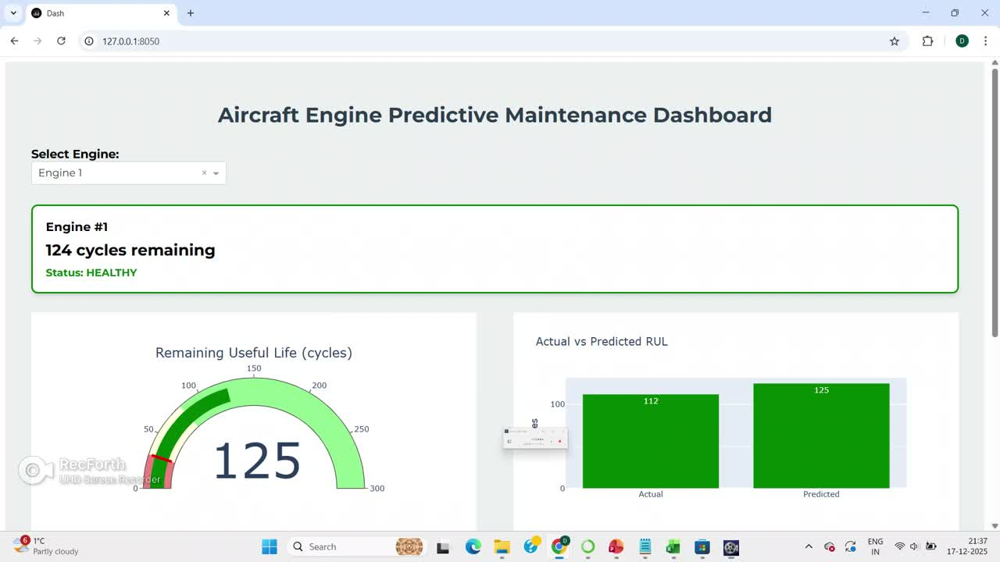 Dash
127.0.0.1:8050
D
Aircraft Engine Predictive Maintenance Dashboard
Select Engine:
Engine 1
Engine #1
124 cycles remaining
Status: HEALTHY
Remaining Useful Life (cycles)
0
50
100
150
200
250
300
125
Actual vs Predicted RUL
100
0
112
125
Actual
Predicted
RecForth
UHD Screen Recorder
6
1°C
Partly cloudy
Search
D
ENG
IN
21:37
17-12-2025